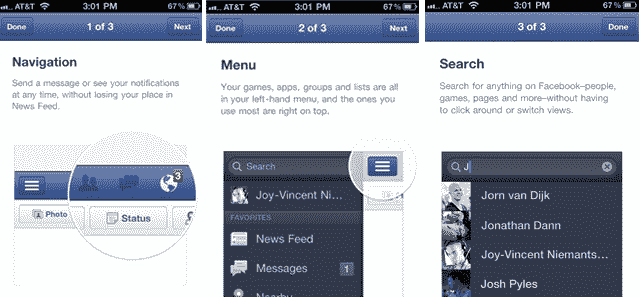 AT&T 3:01 PM 67%
Done 1 of 3 Next
Navigation
Send a message or see your notifications
at any time, without losing your place in
News Feed.
3
Photo Status
AT&T 3:01 PM 67%
Done 2 of 3 Next
Menu
Your games, apps, groups and lists are all
in your left-hand menu, and the ones you
use most are right on top.
Search
Joy-Vincent Ni...
FAVORITES
News Feed
Messages 1
Nearby
AT&T 3:01 PM 67%
Done 3 of 3
Search
Search for anything on Facebook–people,
games, pages and more–without having
to click around or switch views.
J
Jorn van Dijk
Jonathan Dann
Joy-Vincent Niemants...
Josh Pyles